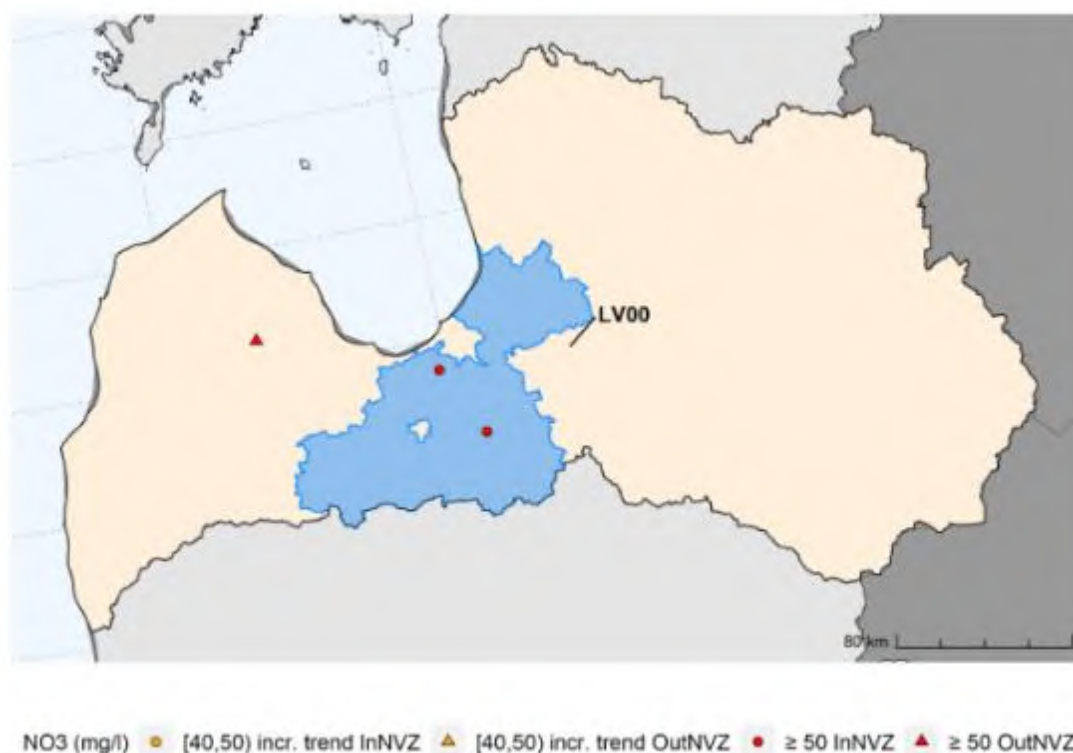 LV00
80 km
NO3 (mg/l) [40,50) incr. trend InNVZ [40,50) incr. trend OutNVZ ≥ 50 InNVZ ≥ 50 OutNVZ